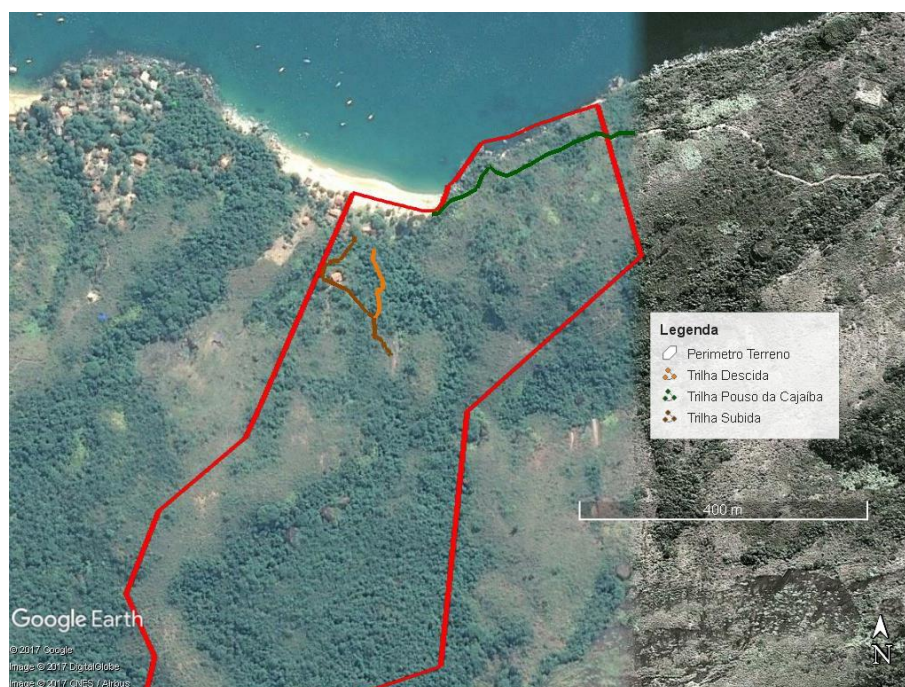 Legenda
Perimetro Terreno
Trilha Descida
Trilha Pouso da Cajaíba
Trilha Subida
400 m
Google Earth
© 2017 Google
Image © 2017 DigitalGlobe
Image © 2017 CNES / Airbus
N